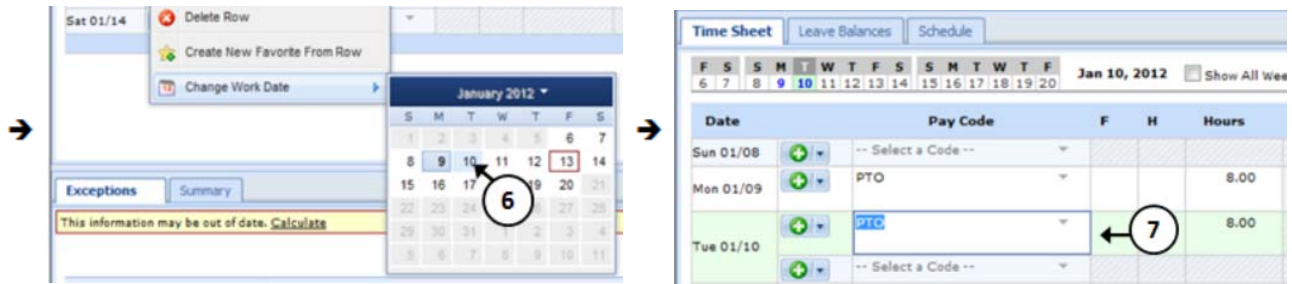 Sat 01/14
Delete Row
Create New Favorite From Row
Change Work Date
January 2012
S M T W T F S
1 2 3 4 5 6 7
8 9 10 11 12 13 14
15 16 17 19 20 21
22 23 24 26 27 28
29 30 31 1 2 3 4
5 6 7 8 9 10 11
6
Exceptions Summary
This information may be out of date. Calculate
Time Sheet Leave Balances Schedule
F S S M T W T F S S M T W T F
6 7 8 9 10 11 12 13 14 15 16 17 18 19 20
Jan 10, 2012 Show All Wee
Date Pay Code F H Hours
Sun 01/08 -- Select a Code --
Mon 01/09 PTO 8.00
Tue 01/10 PTO 8.00
7
-- Select a Code --